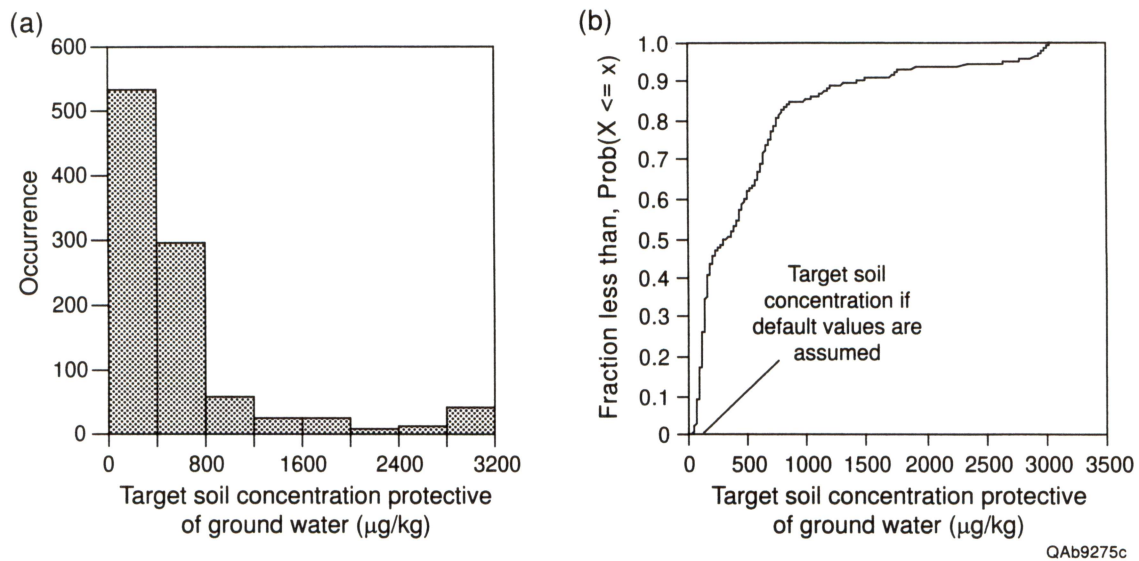 (a)
600
500
400
300
200
100
0
Occurrence
0 800 1600 2400 3200
Target soil concentration protective
of ground water (μg/kg)
(b)
1.0
0.9
0.8
0.7
0.6
0.5
0.4
0.3
0.2
0.1
0
Fraction less than, Prob(X <= x)
Target soil
concentration if
default values are
assumed
0 500 1000 1500 2000 2500 3000 3500
Target soil concentration protective
of ground water (μg/kg)
QAb9275c